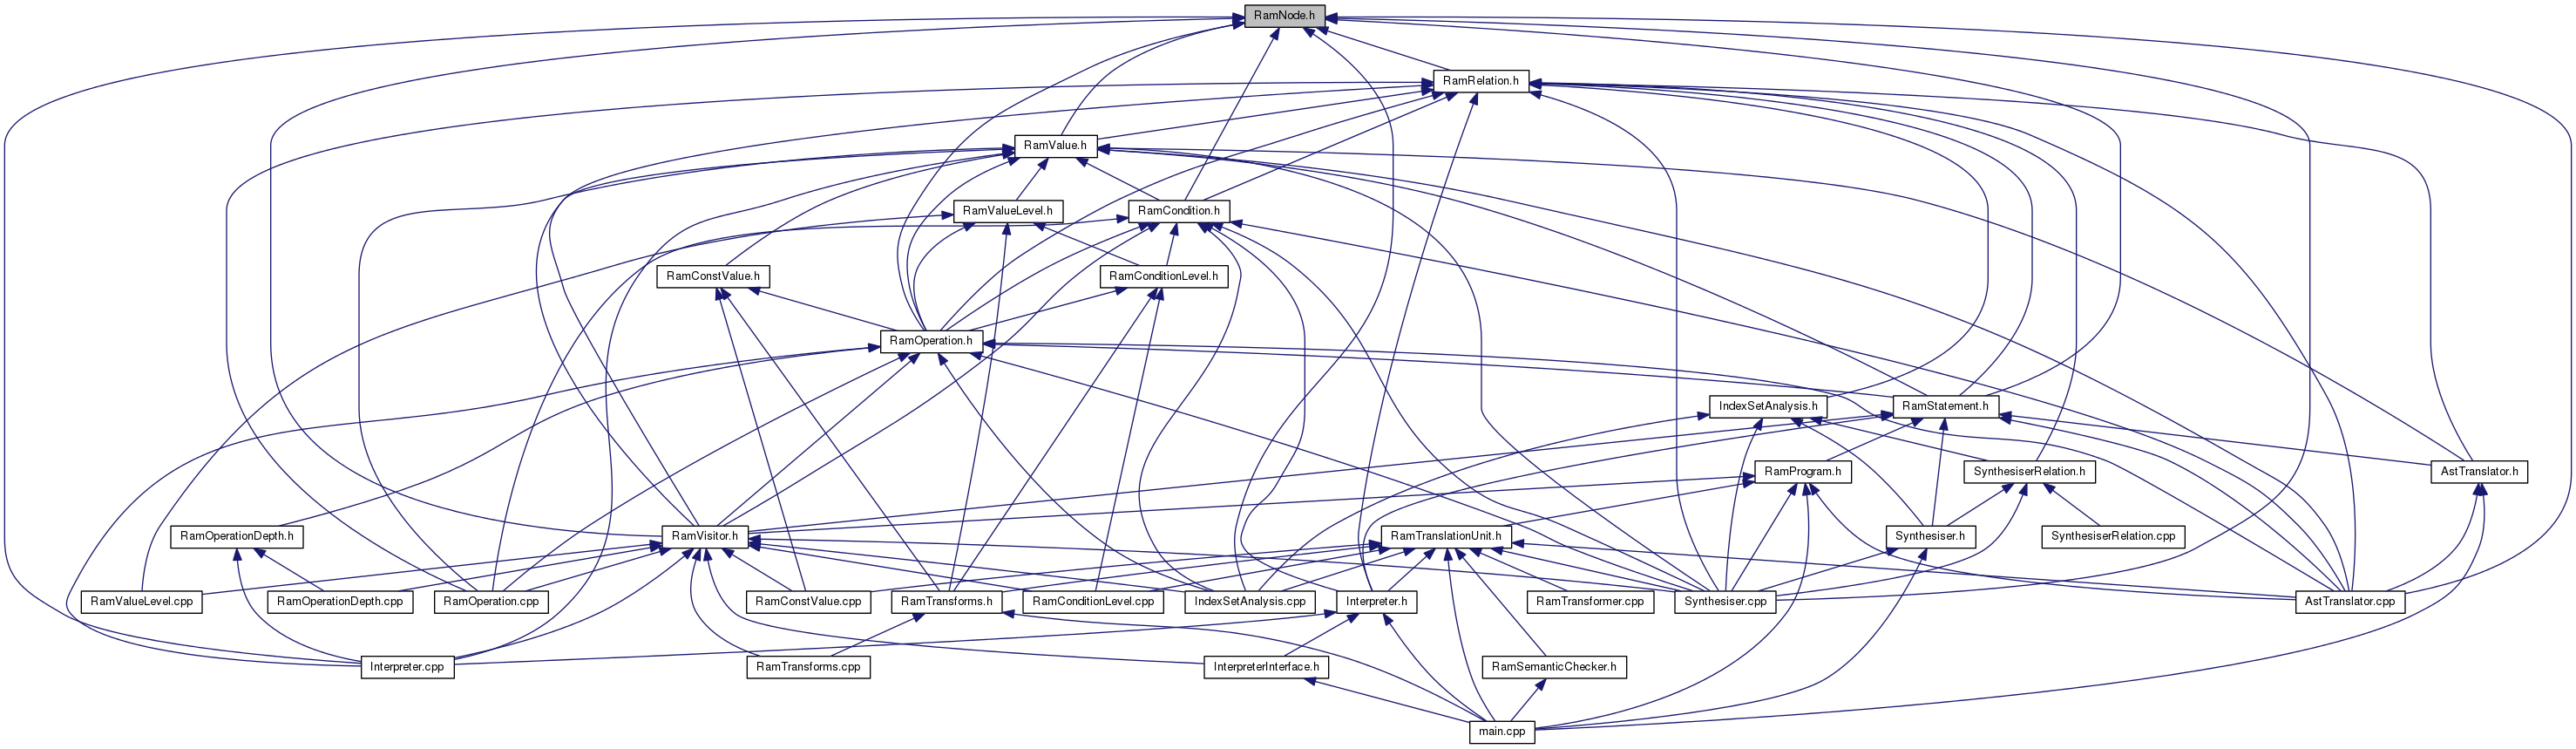 RamNode.h
RamRelation.h
RamValue.h
RamValueLevel.h
RamCondition.h
RamConstValue.h
RamConditionLevel.h
RamOperation.h
IndexSetAnalysis.h
RamStatement.h
RamProgram.h
SynthesiserRelation.h
AstTranslator.h
RamOperationDepth.h
RamVisitor.h
RamTranslationUnit.h
Synthesiser.h
SynthesiserRelation.cpp
RamValueLevel.cpp
RamOperationDepth.cpp
RamOperation.cpp
RamConstValue.cpp
RamTransforms.h
RamConditionLevel.cpp
IndexSetAnalysis.cpp
Interpreter.h
RamTransformer.cpp
Synthesiser.cpp
AstTranslator.cpp
Interpreter.cpp
RamTransforms.cpp
InterpreterInterface.h
RamSemanticChecker.h
main.cpp